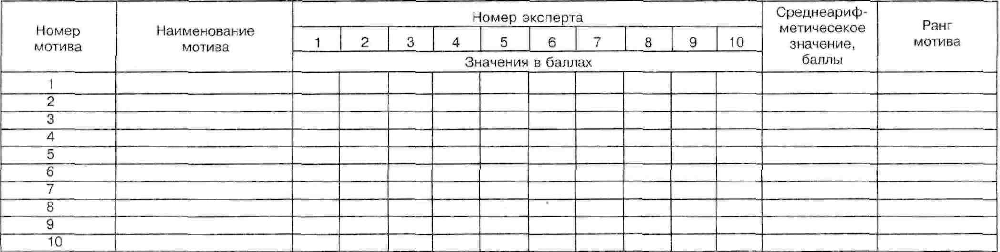 Номер
мотива
Наименование
мотива
Номер эксперта
1 2 3 4 5 6 7 8 9 10
Значения в баллах
Среднеариф-
метичесекое
значение,
баллы
Ранг
мотива
1
2
3
4
5
6
7
8
9
10